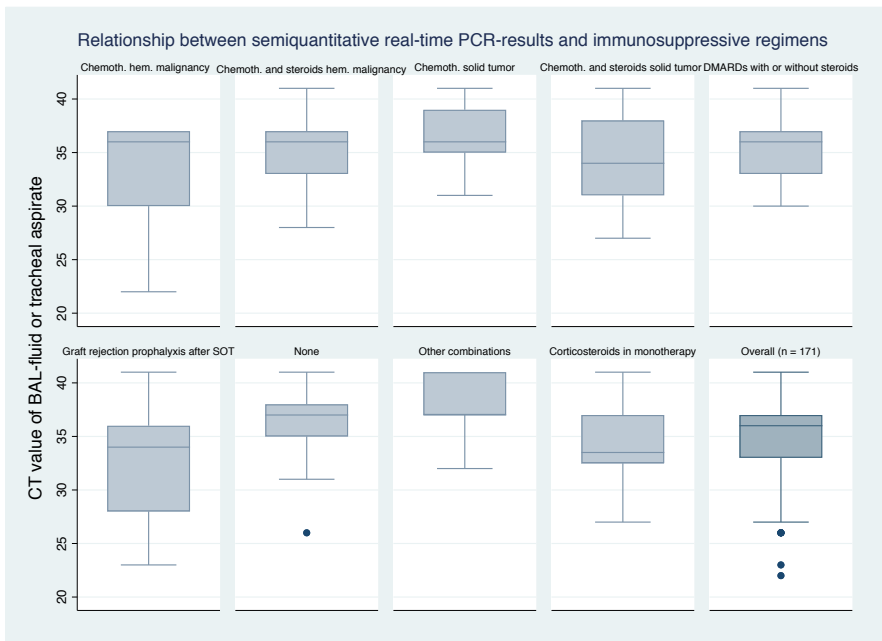 Relationship between semiquantitative real-time PCR-results and immunosuppressive regimens
Chemoth. hem. malignancy
Chemoth. and steroids hem. malignancy
Chemoth. solid tumor
Chemoth. and steroids solid tumor
DMARDs with or without steroids
CT value of BAL-fluid or tracheal aspirate
40
35
30
25
20
Graft rejection prophalyxis after SOT
None
Other combinations
Corticosteroids in monotherapy
Overall (n = 171)
40
35
30
25
20